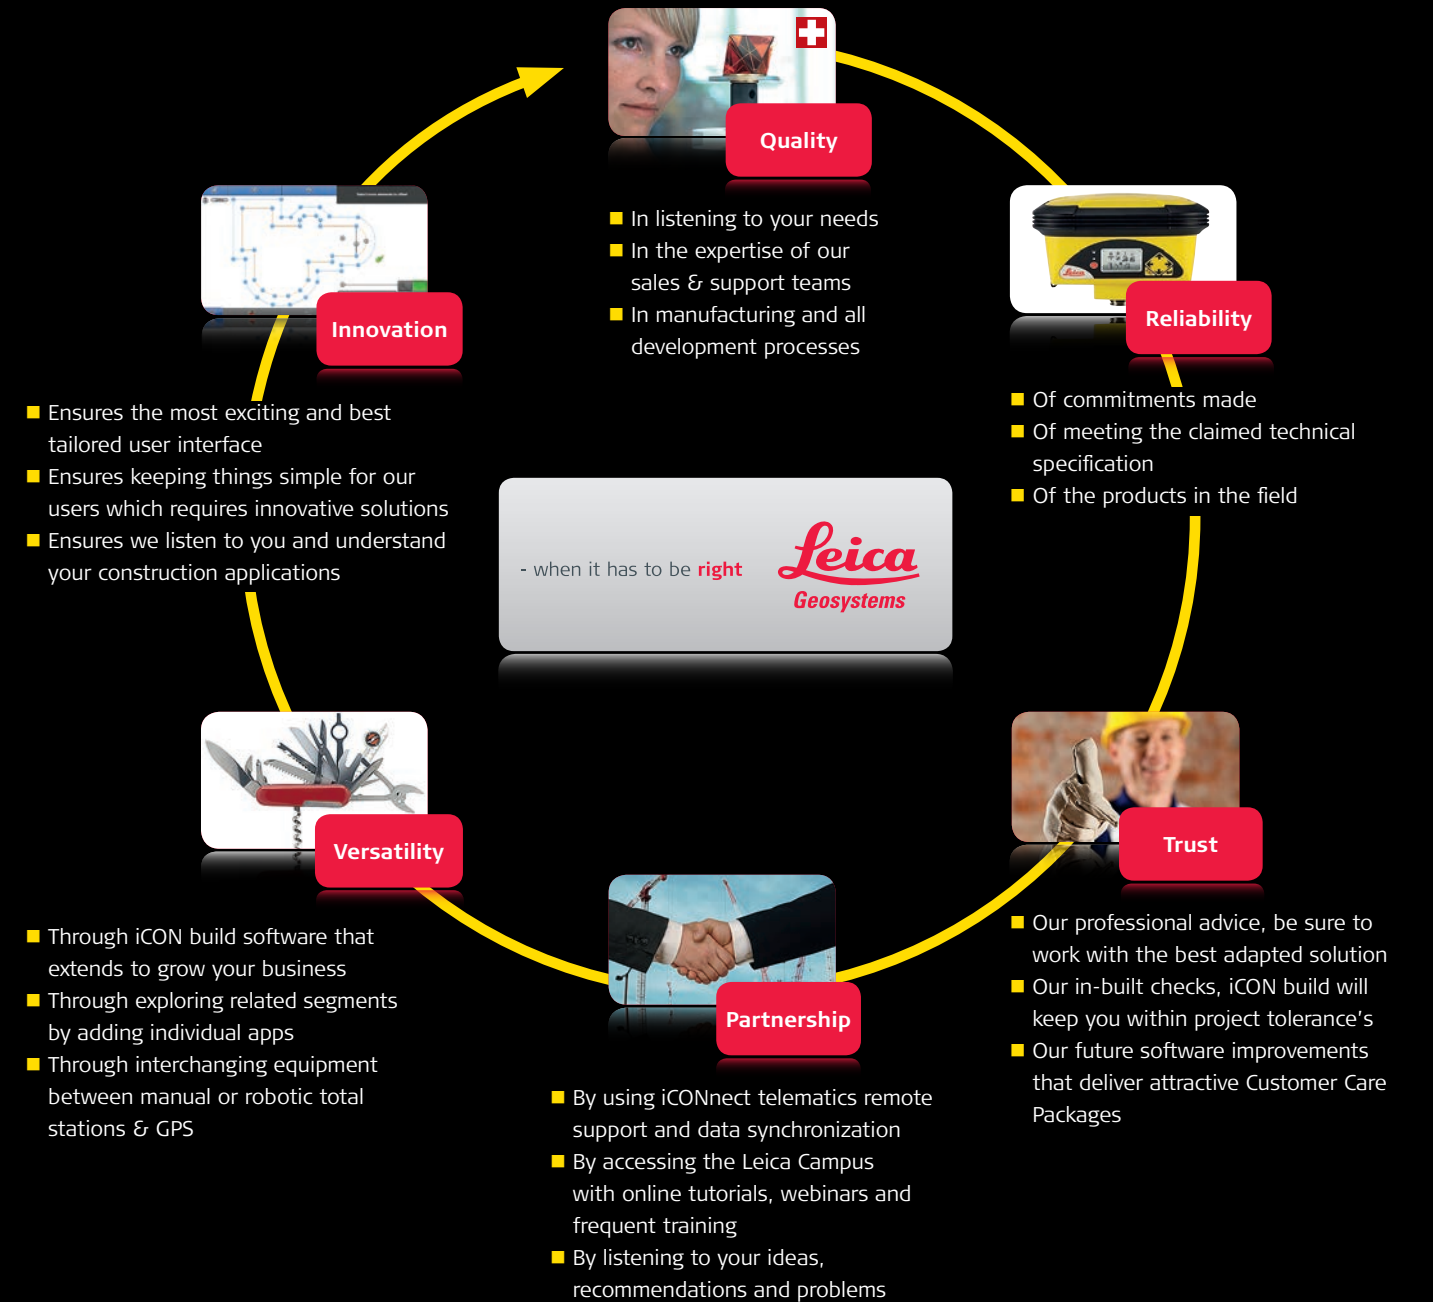 Quality
In listening to your needs
In the expertise of our
sales & support teams
In manufacturing and all
development processes
Reliability
Of commitments made
Of meeting the claimed technical
specification
Of the products in the field
Trust
Our professional advice, be sure to
work with the best adapted solution
Our in-built checks, iCON build will
keep you within project tolerance's
Our future software improvements
that deliver attractive Customer Care
Packages
Partnership
By using iCONnect telematics remote
support and data synchronization
By accessing the Leica Campus
with online tutorials, webinars and
frequent training
By listening to your ideas,
recommendations and problems
Versatility
Through iCON build software that
extends to grow your business
Through exploring related segments
by adding individual apps
Through interchanging equipment
between manual or robotic total
stations & GPS
Innovation
Ensures the most exciting and best
tailored user interface
Ensures keeping things simple for our
users which requires innovative solutions
Ensures we listen to you and understand
your construction applications
- when it has to be right
Leica
Geosystems
Leica